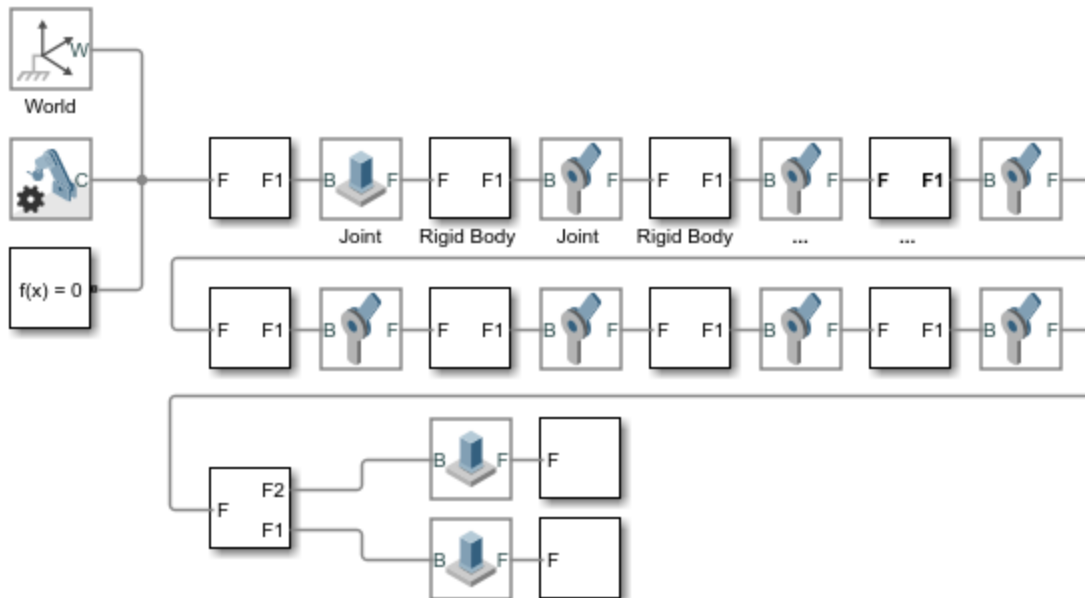 W
World
C
F F1 B F F F1 B F F F1 B F F F1 B F
Joint Rigid Body Joint Rigid Body ... ...
f(x) = 0
F F1 B F F F1 B F F F1 B F F F1 B F
B F F
F2
F
F1
B F F